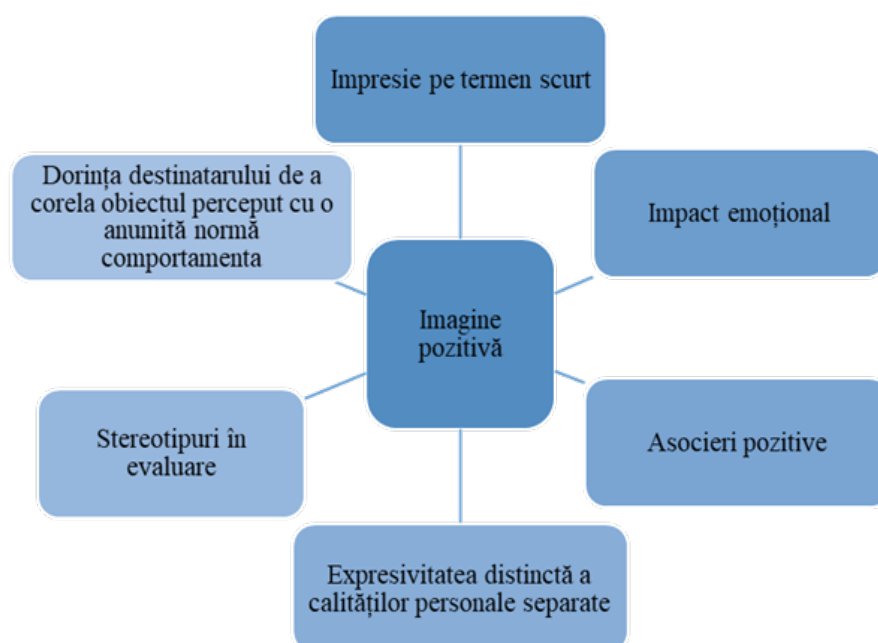 Impresie pe termen scurt
Dorința destinatarului de a
corela obiectul perceput cu o
anumită normă
comportamenta
Impact emoțional
Imagine
pozitivă
Stereotipuri în
evaluare
Asocieri pozitive
Expresivitatea distinctă a
calităților personale separate